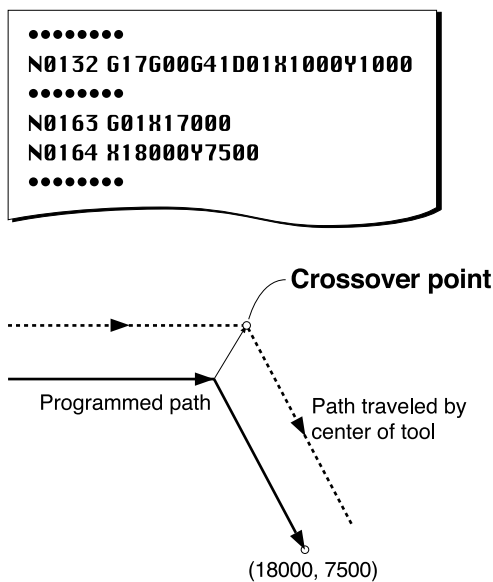 ●●●●●●●●
N0132 G17G00G41D01X1000Y1000
●●●●●●●●
N0163 G01X17000
N0164 X18000Y7500
●●●●●●●●
Crossover point
Programmed path
Path traveled by
center of tool
(18000, 7500)